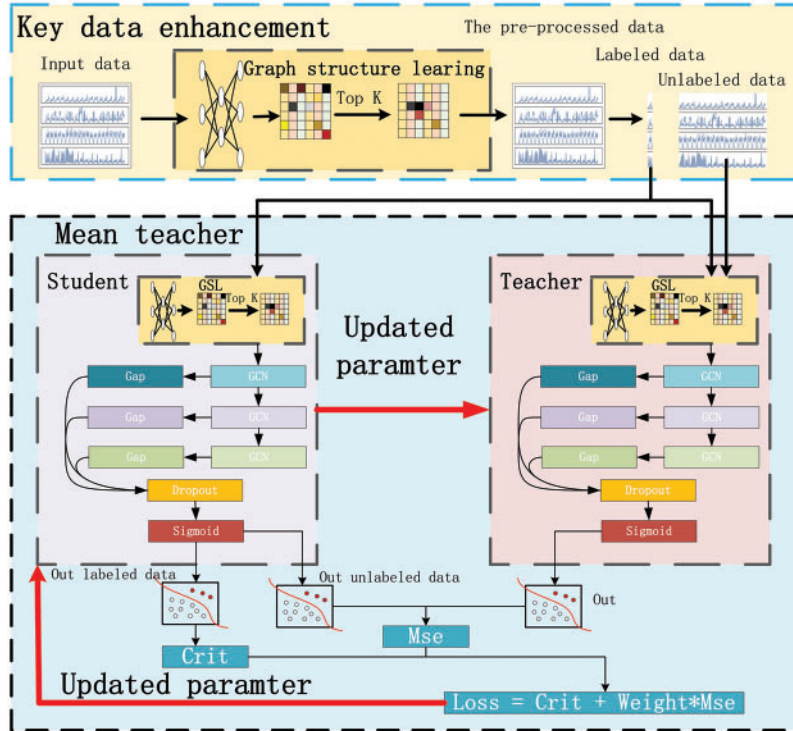 Key data enhancement
The pre-processed data
Input data
Graph structure learing
Top K
Labeled data
Unlabeled data
Mean teacher
Student
GSL
Top K
Gap
GCN
Gap
GCN
Gap
GCN
Dropout
Sigmoid
Updated
paramter
Teacher
GSL
Top K
Gap
GCN
Gap
GCN
Gap
GCN
Dropout
Sigmoid
Out labeled data
Out unlabeled data
Out
Crit
Mse
Updated paramter
Loss = Crit + Weight*Mse